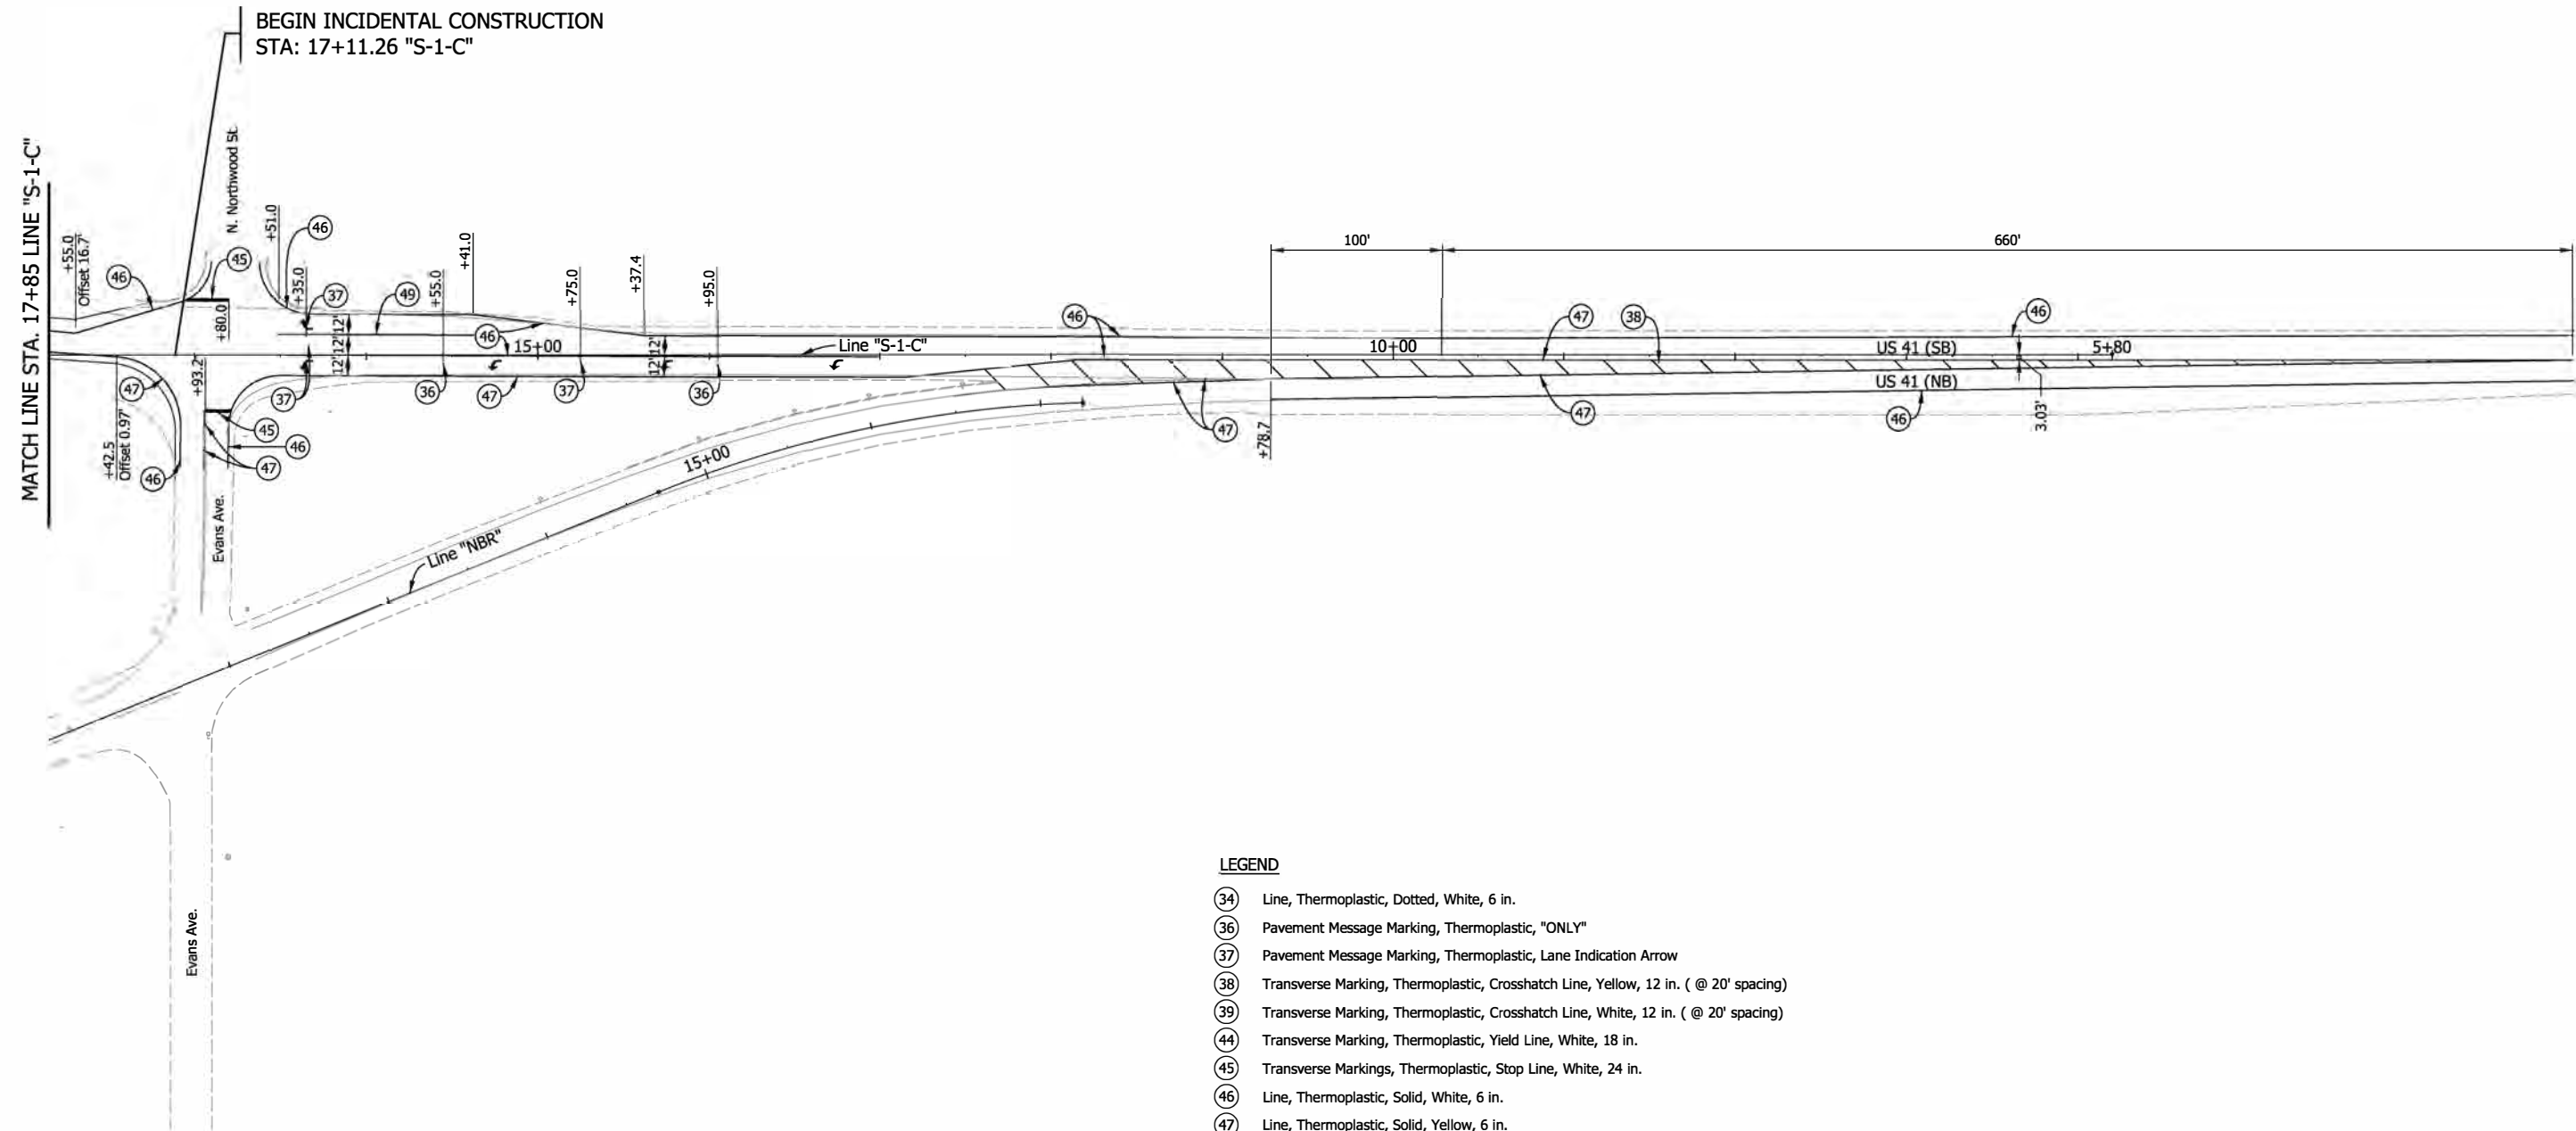 BEGIN INCIDENTAL CONSTRUCTION
STA: 17+11.26 "S-1-C"
MATCH LINE STA. 17+85 LINE "S-1-C"
+55.0
Offset 16.7'
46
N. Northwood St.
45
+80.0
+51.0
46
+35.0
37
49
12'
12'
12'
+55.0
+41.0
46
15+00
+75.0
+37.4
12'
12'
+95.0
Line "S-1-C"
46
100'
660'
10+00
47
38
46
US 41 (SB)
5+80
US 41 (NB)
3.03'
46
47
47
+78.7
47
+93.2
+42.5
Offset 0.97'
46
37
36
47
37
36
45
46
47
Evans Ave.
15+00
Line "NBR"
Evans Ave.
LEGEND
34 Line, Thermoplastic, Dotted, White, 6 in.
36 Pavement Message Marking, Thermoplastic, "ONLY"
37 Pavement Message Marking, Thermoplastic, Lane Indication Arrow
38 Transverse Marking, Thermoplastic, Crosshatch Line, Yellow, 12 in. ( @ 20' spacing)
39 Transverse Marking, Thermoplastic, Crosshatch Line, White, 12 in. ( @ 20' spacing)
44 Transverse Marking, Thermoplastic, Yield Line, White, 18 in.
45 Transverse Markings, Thermoplastic, Stop Line, White, 24 in.
46 Line, Thermoplastic, Solid, White, 6 in.
47 Line, Thermoplastic, Solid, Yellow, 6 in.